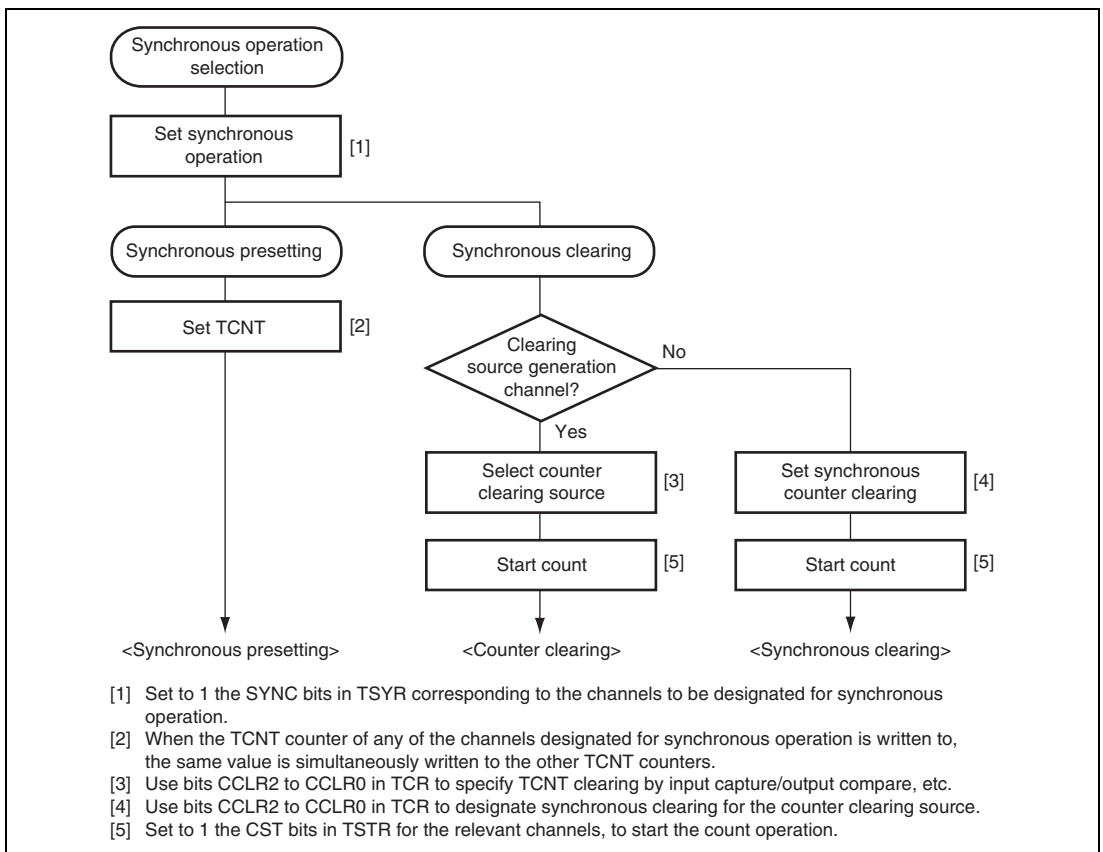 Synchronous operation
selection
Set synchronous
operation
[1]
Synchronous presetting
Synchronous clearing
Set TCNT
[2]
Clearing
source generation
channel?
No
Yes
Select counter
clearing source
[3]
Set synchronous
counter clearing
[4]
Start count
[5]
Start count
[5]
<Synchronous presetting>
<Counter clearing>
<Synchronous clearing>
[1] Set to 1 the SYNC bits in TSYR corresponding to the channels to be designated for synchronous
operation.
[2] When the TCNT counter of any of the channels designated for synchronous operation is written to,
the same value is simultaneously written to the other TCNT counters.
[3] Use bits CCLR2 to CCLR0 in TCR to specify TCNT clearing by input capture/output compare, etc.
[4] Use bits CCLR2 to CCLR0 in TCR to designate synchronous clearing for the counter clearing source.
[5] Set to 1 the CST bits in TSTR for the relevant channels, to start the count operation.